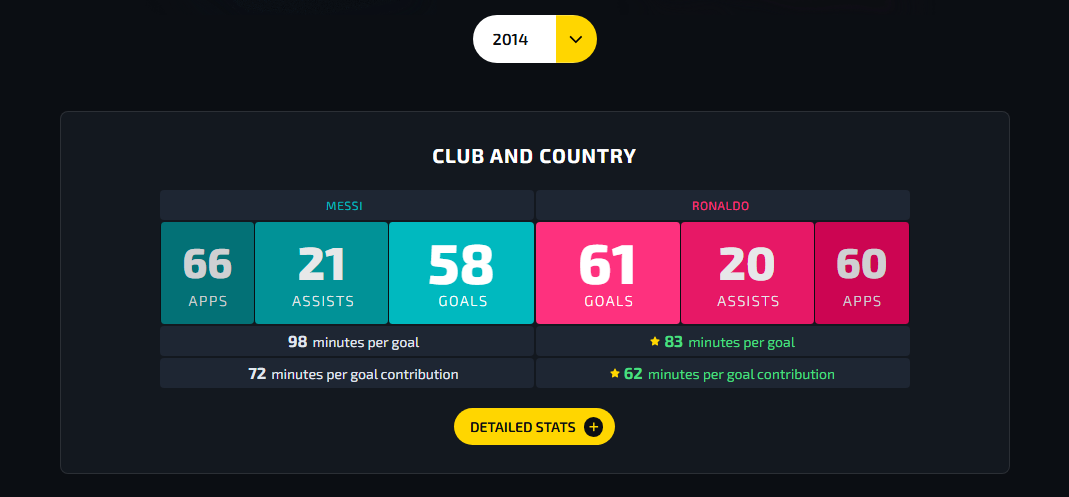 2014
CLUB AND COUNTRY
MESSI RONALDO
66 21 58 61 20 60
APPS ASSISTS GOALS GOALS ASSISTS APPS
98 minutes per goal 83 minutes per goal
72 minutes per goal contribution 62 minutes per goal contribution
DETAILED STATS